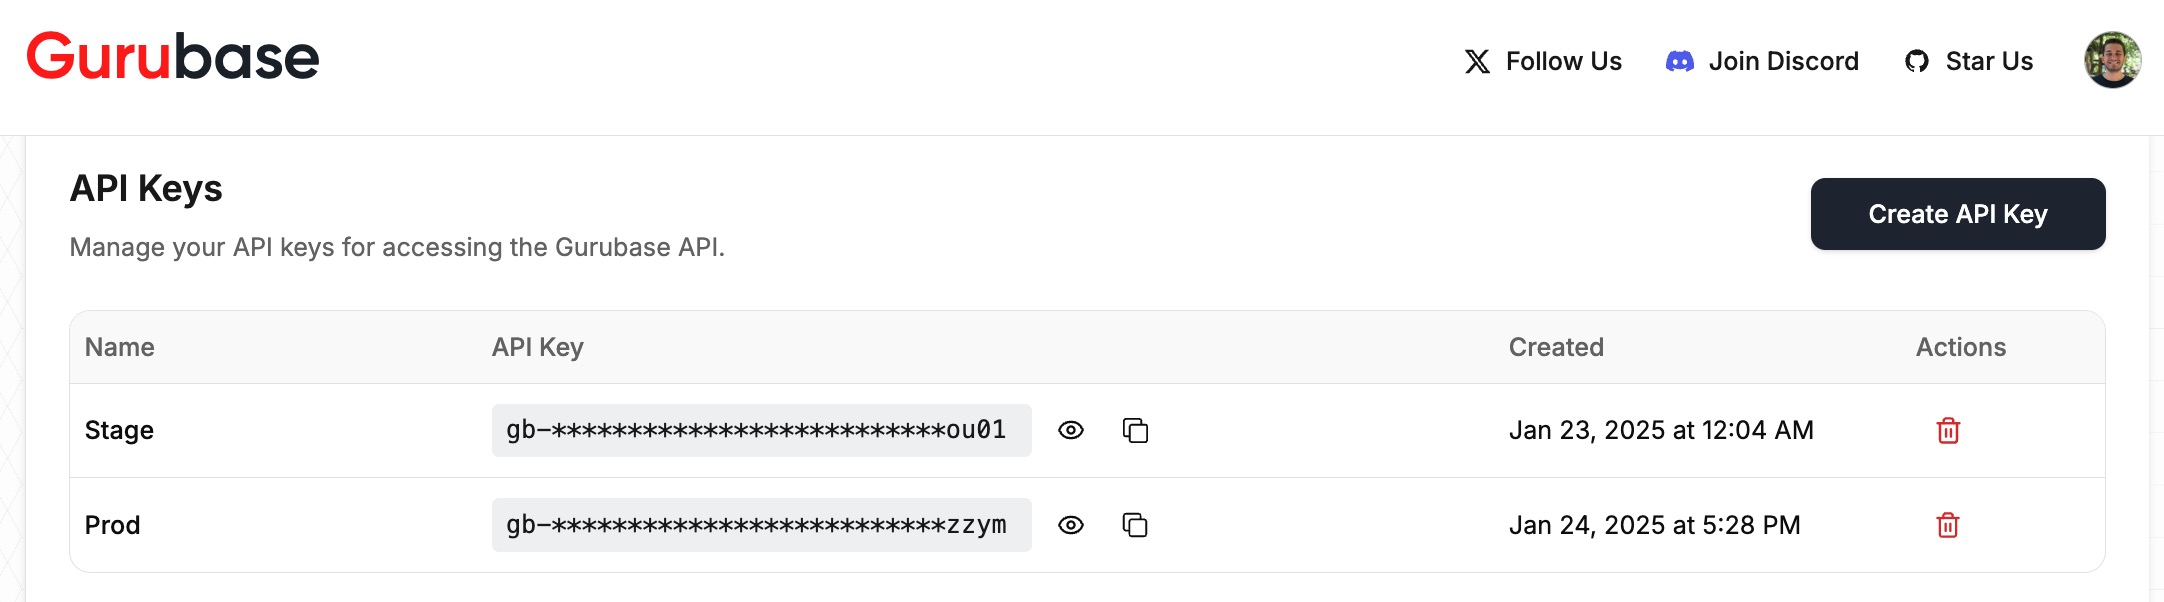 Gurubase
Follow Us
Join Discord
Star Us
API Keys
Manage your API keys for accessing the Gurubase API.
Create API Key
Name API Key Created Actions
Stage gb-**************************ou01 Jan 23, 2025 at 12:04 AM
Prod gb-**************************zzym Jan 24, 2025 at 5:28 PM